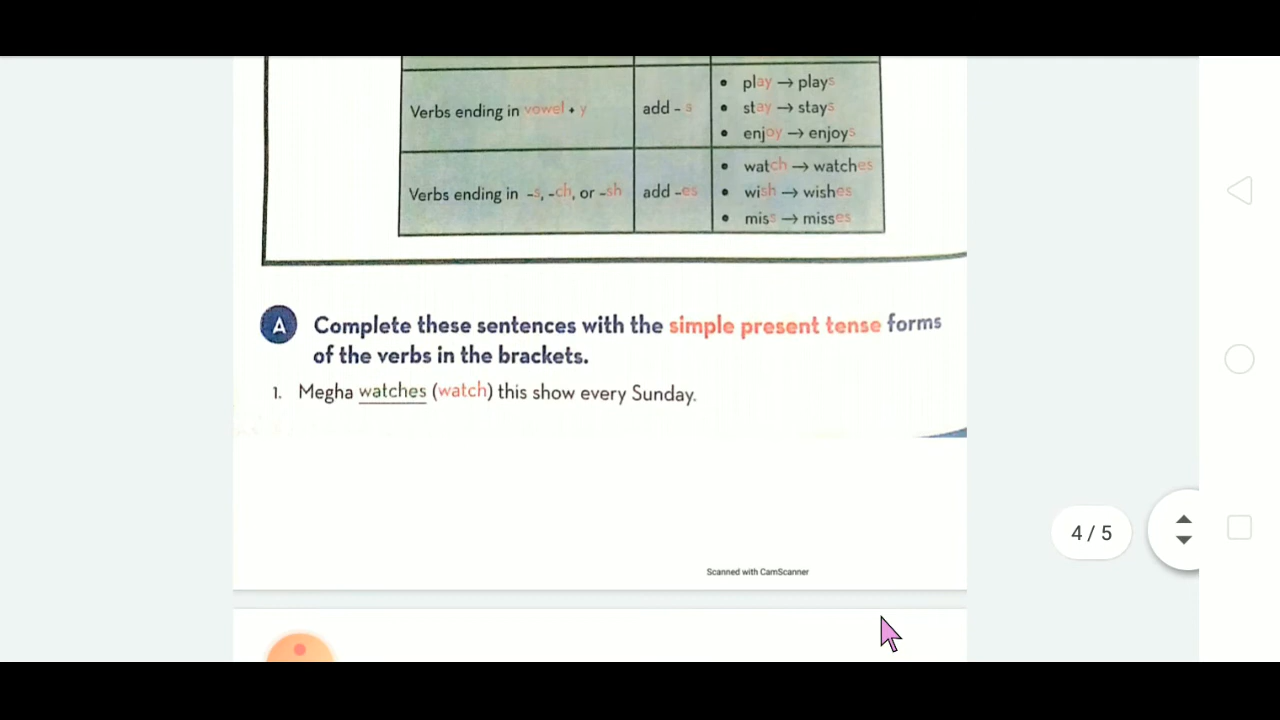 Verbs ending in vowel + y add - s • play → plays
• stay → stays
• enjoy → enjoys
Verbs ending in -s, -ch, or -sh add -es • watch → watches
• wish → wishes
• miss → misses
A Complete these sentences with the simple present tense forms
of the verbs in the brackets.
1. Megha watches (watch) this show every Sunday.
4 / 5
Scanned with CamScanner